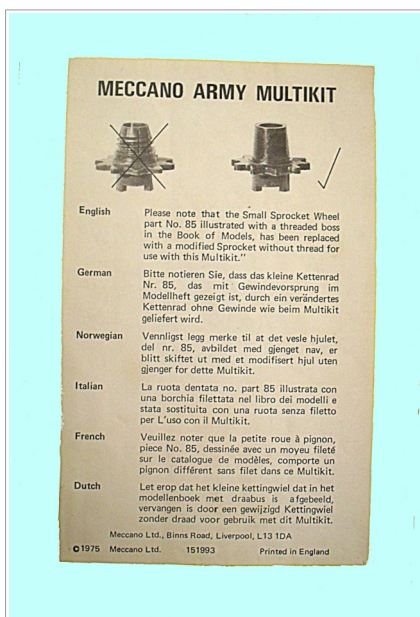 MECCANO ARMY MULTIKIT
English
Please note that the Small Sprocket Wheel
part No. 85 illustrated with a threaded boss
in the Book of Models, has been replaced
with a modified Sprocket without thread for
use with this Multikit."
German
Bitte notieren Sie, dass das kleine Kettenrad
Nr. 85, das mit Gewindevorsprung im
Modellheft gezeigt ist, durch ein verändertes
Kettenrad ohne Gewinde wie beim Multikit
geliefert wird.
Norwegian
Vennligst legg merke til at det vesle hjulet,
del nr. 85, avbildet med gjenget nav, er
blitt skiftet ut med et modifisert hjul uten
gjenger for dette Multikit.
Italian
La ruota dentata no. part 85 illustrata con
una borchia filettata nel libro dei modelli e
stata sostituita con una ruota senza filetto
per L'uso con il Multikit.
French
Veuillez noter que la petite roue à pignon,
piece No. 85, dessinée avec un moyeu fileté
sur le catalogue de modèles, comporte un
pignon différent sans filet dans ce Multikit.
Dutch
Let erop dat het kleine kettingwiel dat in het
modellenboek met draabus is afgebeeld,
vervangen is door een gewijzigd Kettingwiel
zonder draad voor gebruik met dit Multikit.
Meccano Ltd., Binns Road, Liverpool, L13 1DA
©1975 Meccano Ltd. 151993 Printed in England